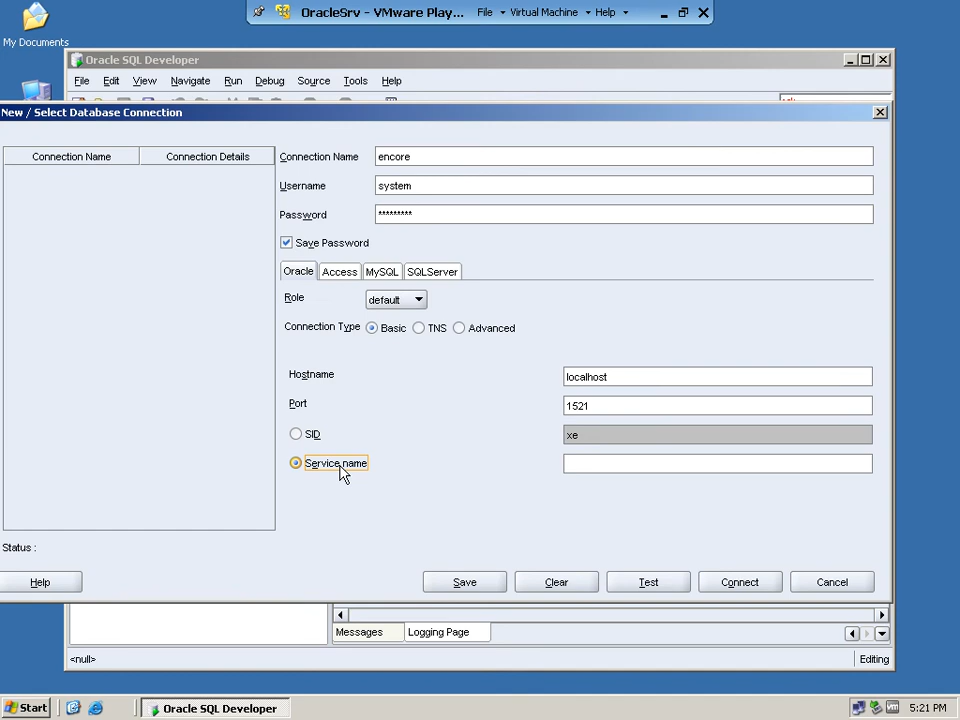 OracleSrv - VMware Play... File Virtual Machine Help
My Documents
Oracle SQL Developer
File Edit View Navigate Run Debug Source Tools Help
New / Select Database Connection
Connection Name Connection Details
Connection Name encore
Username system
Password *********
Save Password
Oracle Access MySQL SQLServer
Role default
Connection Type Basic TNS Advanced
Hostname localhost
Port 1521
SID xe
Service name
Status :
Help Save Clear Test Connect Cancel
Messages Logging Page
<null> Editing
Start Oracle SQL Developer 5:21 PM